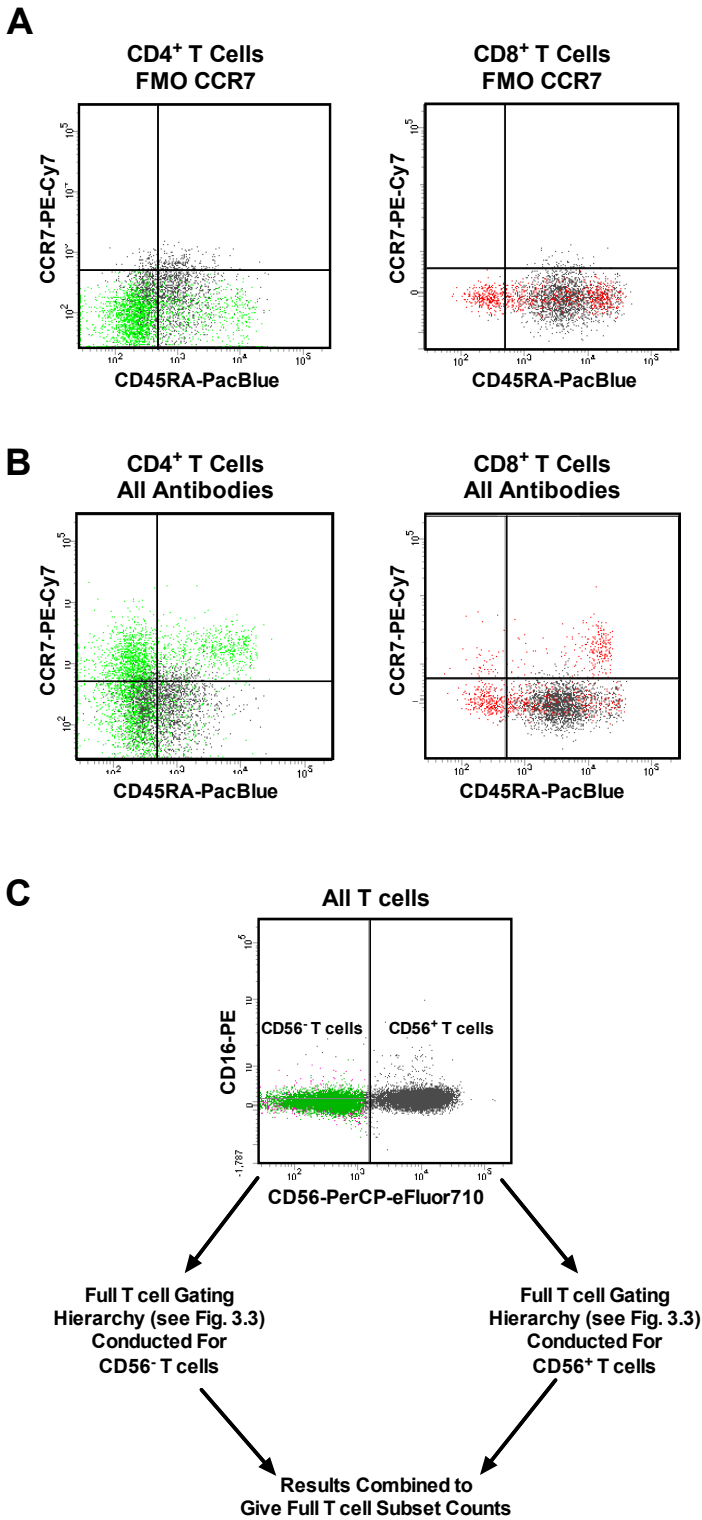 A
CD4+ T Cells
FMO CCR7
CD8+ T Cells
FMO CCR7
CCR7-PE-Cy7
10^5
10^3
10^2
10^2 10^3 10^4 10^5
CD45RA-PacBlue
CCR7-PE-Cy7
10^5
0
10^2 10^3 10^4 10^5
CD45RA-PacBlue
B
CD4+ T Cells
All Antibodies
CD8+ T Cells
All Antibodies
CCR7-PE-Cy7
10^5
10
10
10^2
10^2 10^3 10^4 10^5
CD45RA-PacBlue
CCR7-PE-Cy7
10^5
10^2 10^3 10^4 10^5
CD45RA-PacBlue
C
All T cells
CD16-PE
10^5
10
10
0
-1,787
CD56- T cells
CD56+ T cells
10^2 10^3 10^4 10^5
CD56-PerCP-eFluor710
Full T cell Gating
Hierarchy (see Fig. 3.3)
Conducted For
CD56- T cells
Full T cell Gating
Hierarchy (see Fig. 3.3)
Conducted For
CD56+ T cells
Results Combined to
Give Full T cell Subset Counts